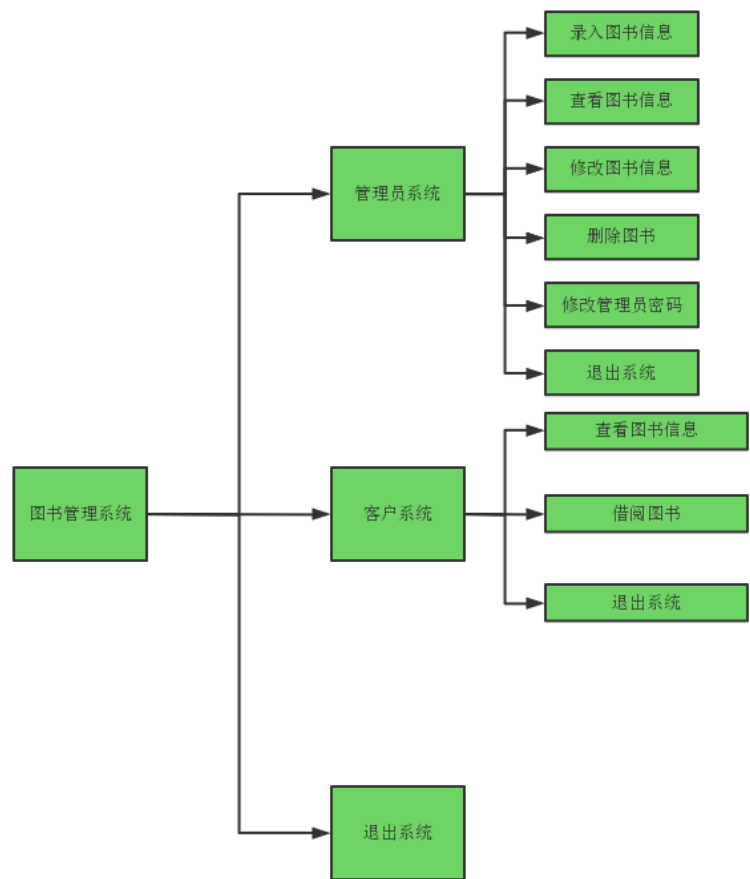 录入图书信息
查看图书信息
修改图书信息
管理员系统
删除图书
修改管理员密码
退出系统
查看图书信息
图书管理系统
客户系统
借阅图书
退出系统
退出系统